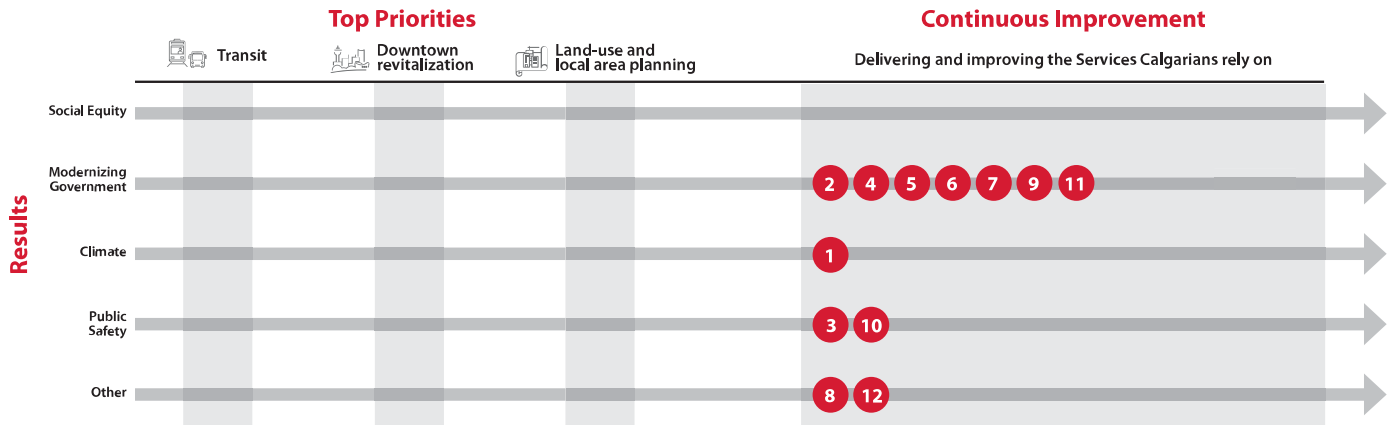 Top Priorities
Continuous Improvement
Transit
Downtown
revitalization
Land-use and
local area planning
Delivering and improving the Services Calgarians rely on
Results
Social Equity
Modernizing
Government
2 4 5 6 7 9 11
Climate
1
Public
Safety
3 10
Other
8 12